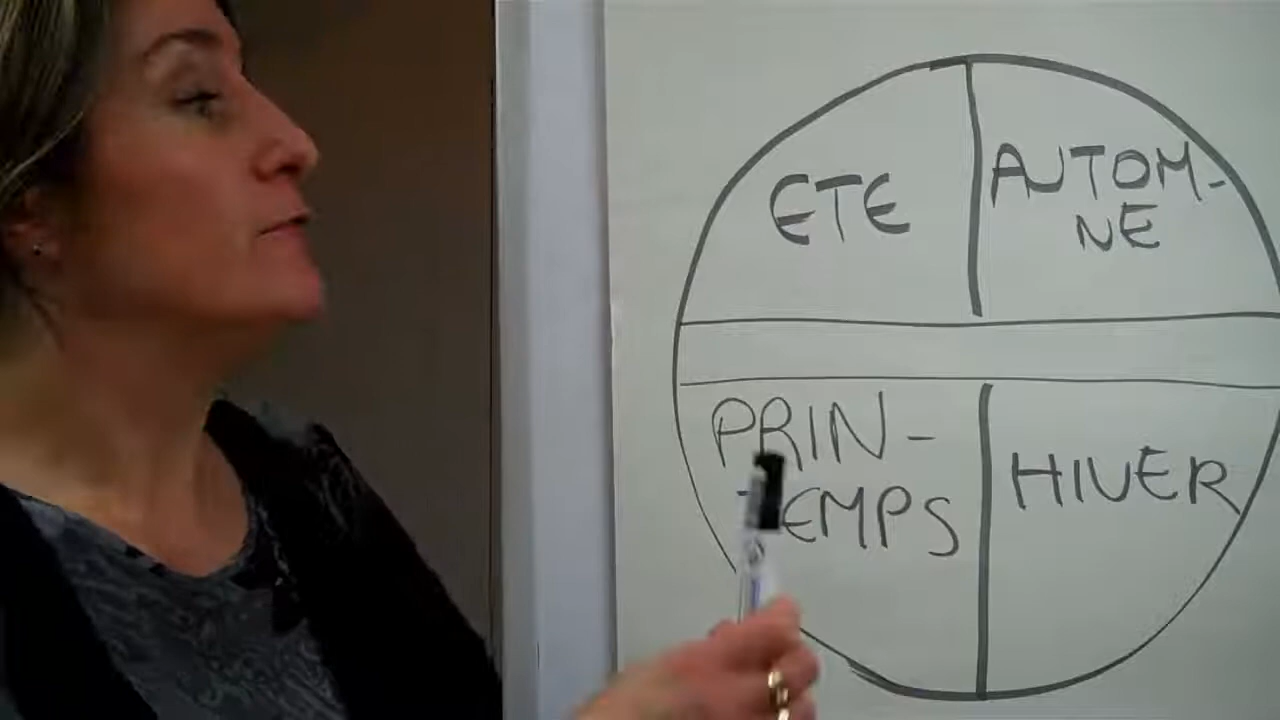 ETE
AUTOM-
NE
PRIN-
TEMPS
HIVER